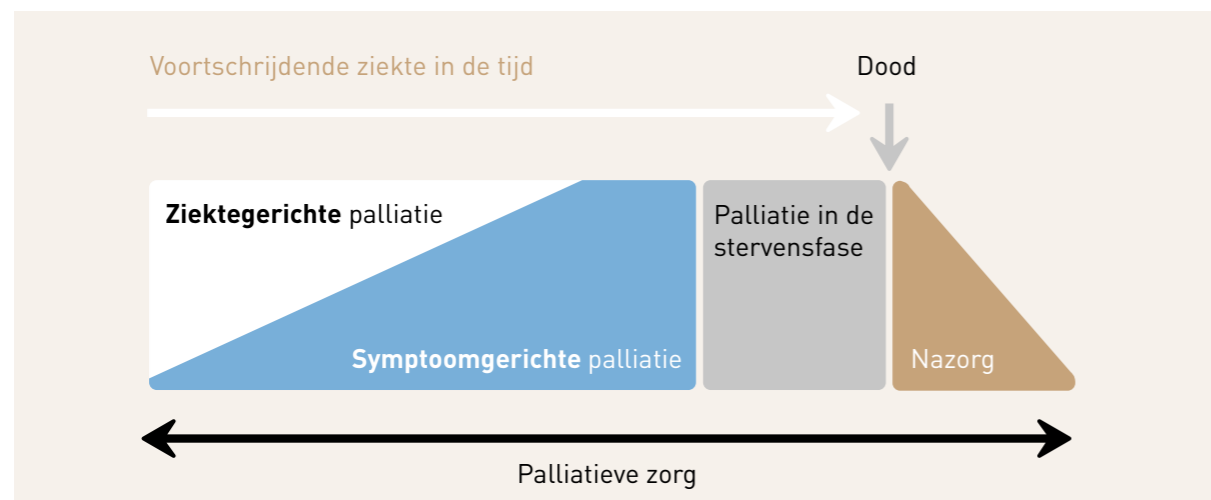 Voortschrijdende ziekte in de tijd
Dood
Ziektegerichte palliatie
Palliatie in de
stervensfase
Symptoomgerichte palliatie
Nazorg
Palliatieve zorg